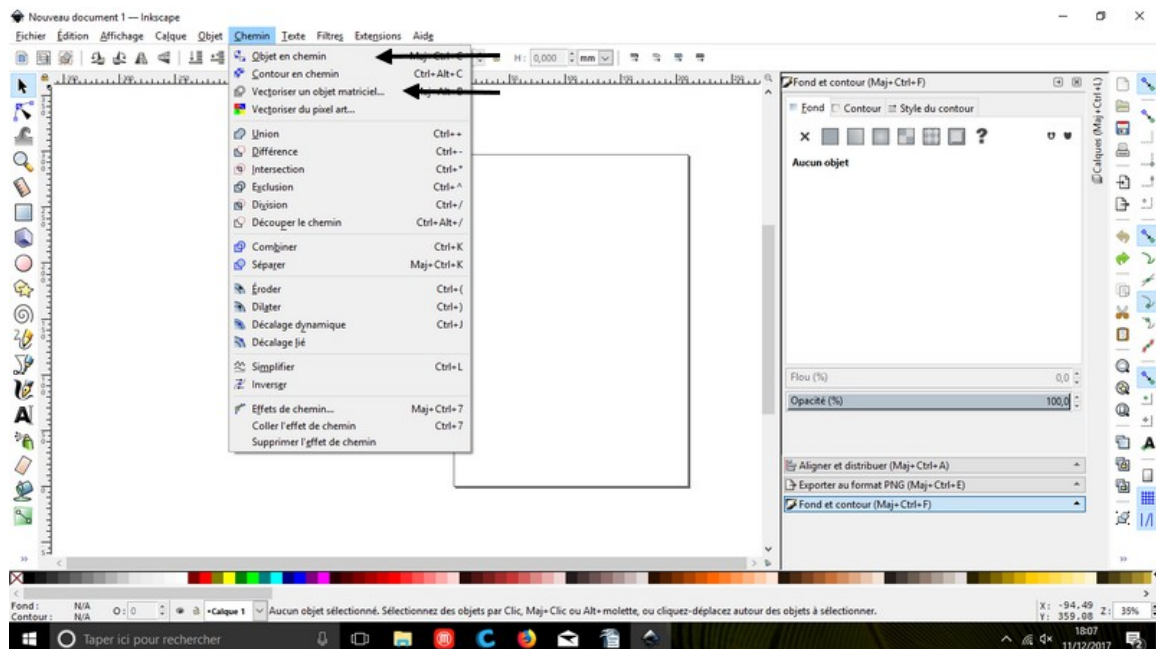 Nouveau document 1 — Inkscape
Fichier Édition Affichage Calque Objet Chemin Texte Filtres Extensions Aide
H: 0,000 mm
Objet en chemin
Contour en chemin Ctrl+Alt+C
Vectoriser un objet matriciel...
Vectoriser du pixel art...
Union Ctrl++
Différence Ctrl+-
Intersection Ctrl+*
Exclusion Ctrl+^
Division Ctrl+/
Découper le chemin Ctrl+Alt+/
Combiner Ctrl+K
Séparer Maj+Ctrl+K
Éroder Ctrl+(
Dilater Ctrl+)
Décalage dynamique Ctrl+J
Décalage lié
Simplifier Ctrl+L
Inverser
Effets de chemin... Maj+Ctrl+7
Coller l'effet de chemin Ctrl+7
Supprimer l'effet de chemin
Fond et contour (Maj+Ctrl+F)
Fond Contour Style du contour
Aucun objet
Calques (Maj+Ctrl+L)
Flou (%) 0,0
Opacité (%) 100,0
Aligner et distribuer (Maj+Ctrl+A)
Exporter au format PNG (Maj+Ctrl+E)
Fond et contour (Maj+Ctrl+F)
Fond : N/A
Contour : N/A
O: 0
•Calque 1
Aucun objet sélectionné. Sélectionnez des objets par Clic, Maj+Clic ou Alt+molette, ou cliquez-déplacez autour des objets à sélectionner.
X: -94,49
Y: 359,08
Z: 35%
Taper ici pour rechercher
18:07
11/12/2017